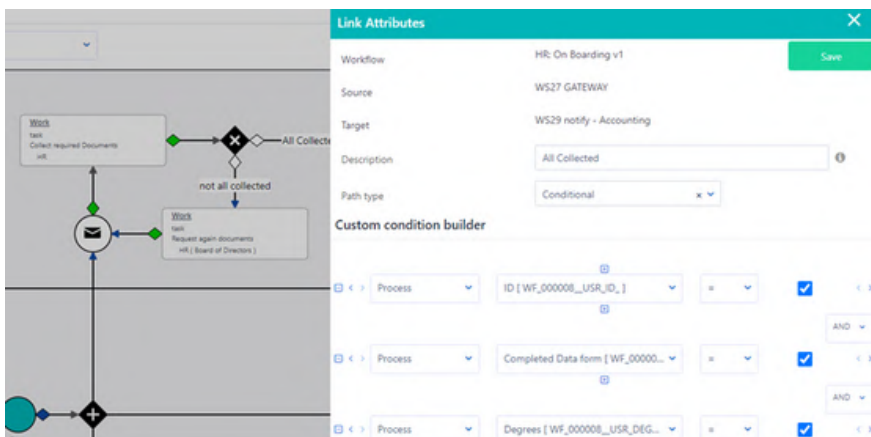 Link Attributes
Workflow
HR: On Boarding v1
Save
Source
WS27 GATEWAY
Target
WS29 notify - Accounting
Description
All Collected
Path type
Conditional
Custom condition builder
Process
ID [ WF_000008__USR_ID_ ]
=
AND
Process
Completed Data form [ WF_00000...
=
AND
Process
Degrees [ WF_000008__USR_DEG...
=
Work
task
Collect required Documents
HR
All Collecte
not all collected
Work
task
Request again documents
HR ( Board of Directors )